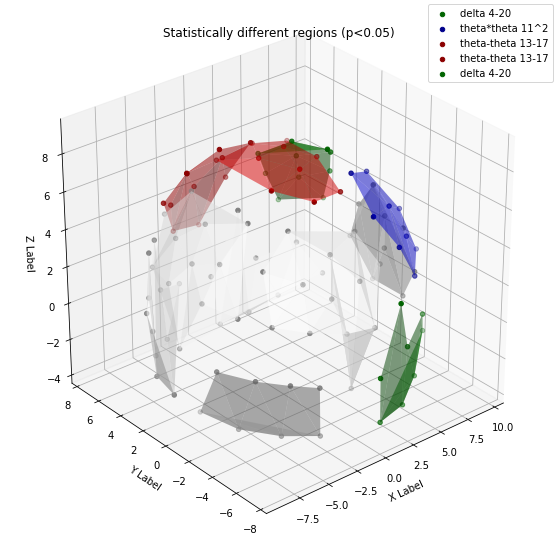 Statistically different regions (p<0.05)
delta 4-20
theta*theta 11^2
theta-theta 13-17
theta-theta 13-17
delta 4-20
Z Label
8
6
4
2
0
−2
−4
Y Label
8
6
4
2
0
−2
−4
−6
−8
X Label
−7.5
−5.0
−2.5
0.0
2.5
5.0
7.5
10.0